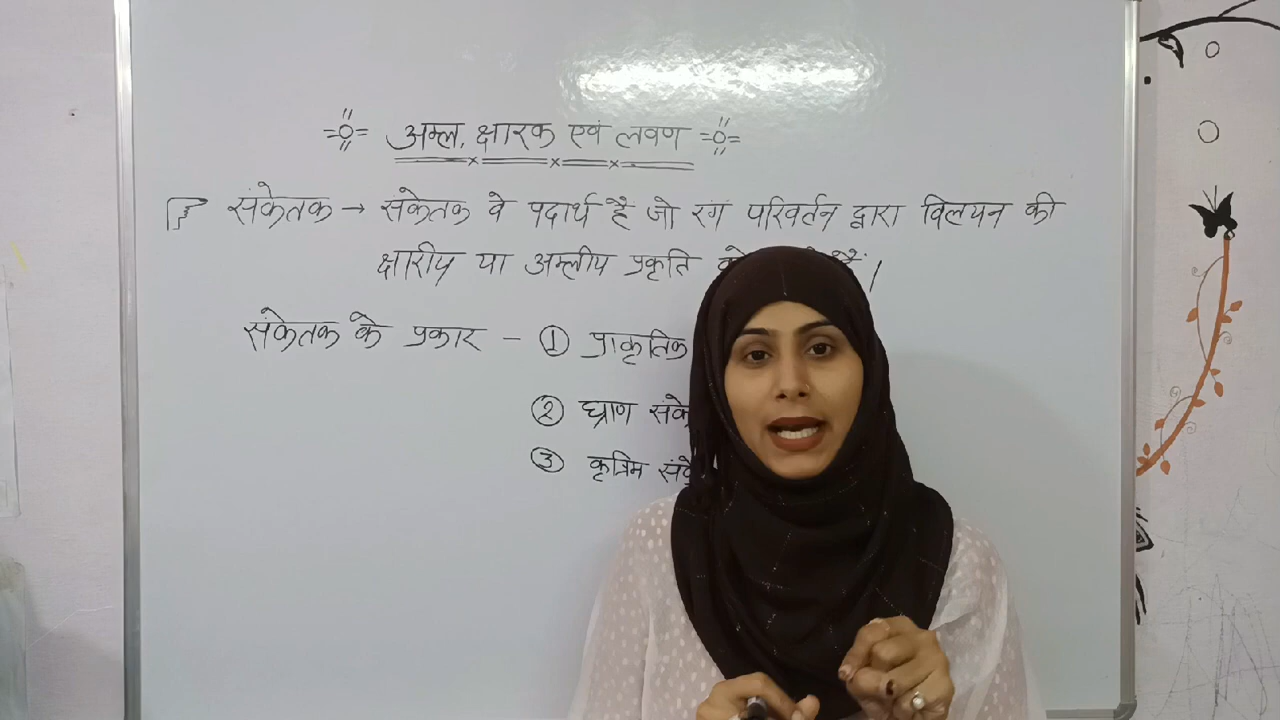 अम्ल, क्षारक एवं लवण
संकेतक → संकेतक वे पदार्थ है जो रंग परिवर्तन द्वारा विलयन की
क्षारीय या अम्लीय प्रकृति
संकेतक के प्रकार - ① प्राकृतिक
② घ्राण
③ कृत्रिम